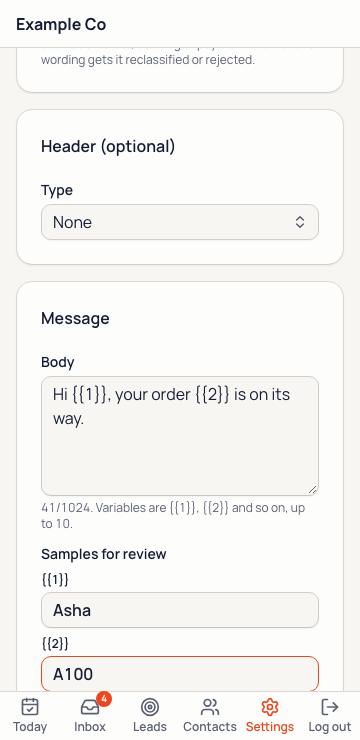 Example Co
wording gets it reclassified or rejected.
Header (optional)
Type
None
Message
Body
Hi {{1}}, your order {{2}} is on its
way.
41/1024. Variables are {{1}}, {{2}} and so on, up
to 10.
Samples for review
{{1}}
Asha
{{2}}
A100
4
Today
Inbox
Leads
Contacts
Settings
Log out